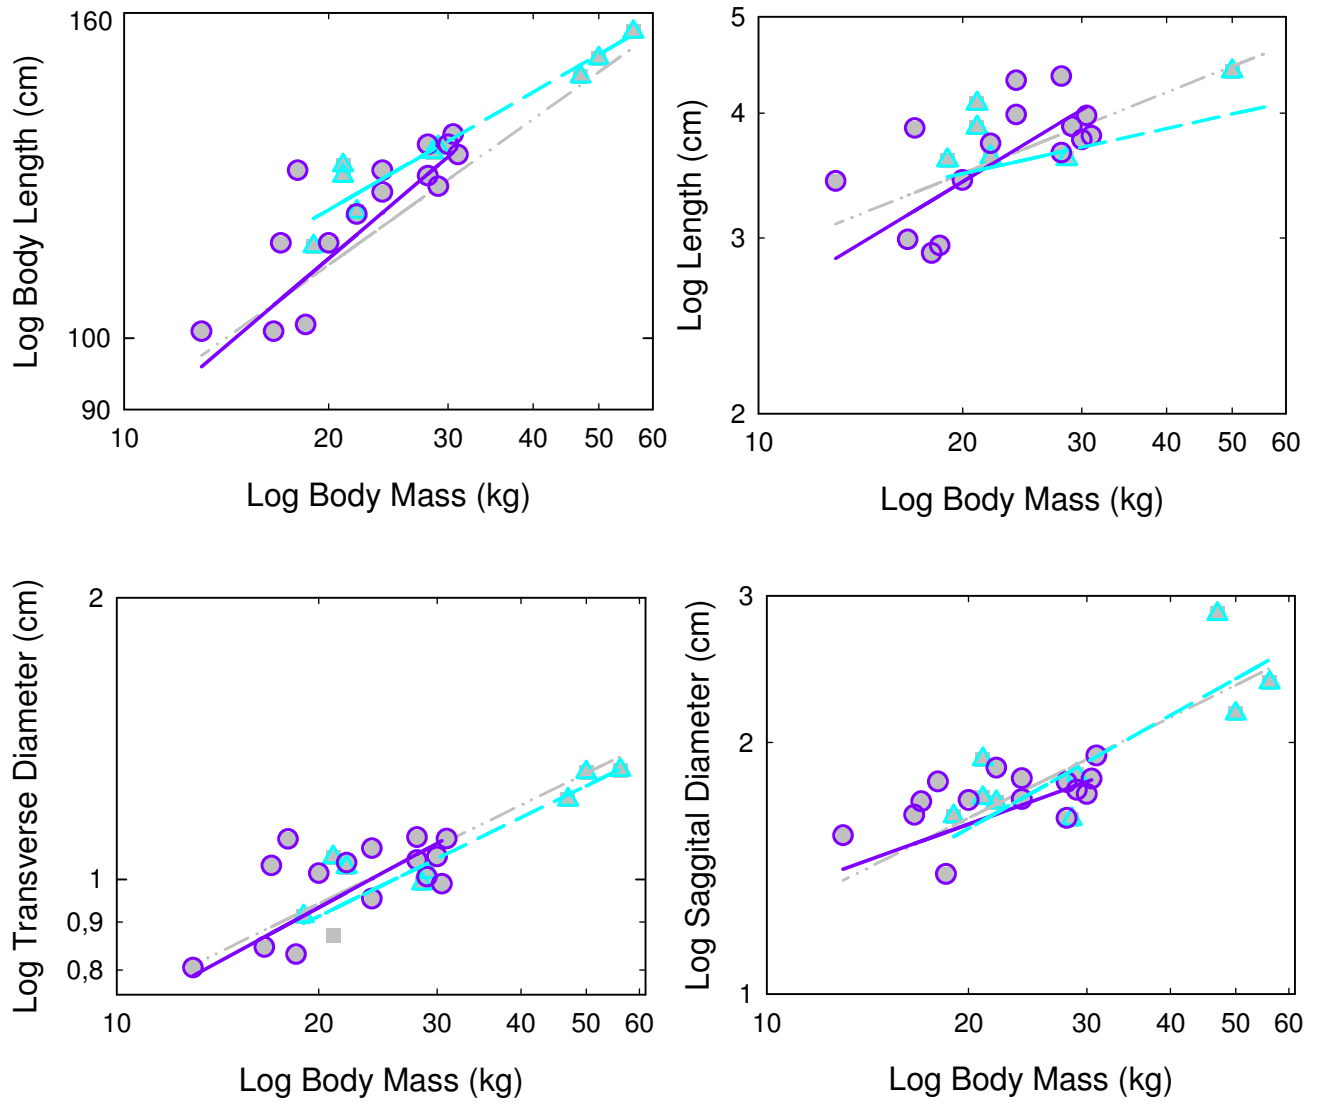 160
100
90
10 20 30 40 50 60
Log Body Length (cm)
Log Body Mass (kg)
5
4
3
2
10 20 30 40 50 60
Log Length (cm)
Log Body Mass (kg)
2
1
0,9
0,8
10 20 30 40 50 60
Log Transverse Diameter (cm)
Log Body Mass (kg)
3
2
1
10 20 30 40 50 60
Log Saggital Diameter (cm)
Log Body Mass (kg)